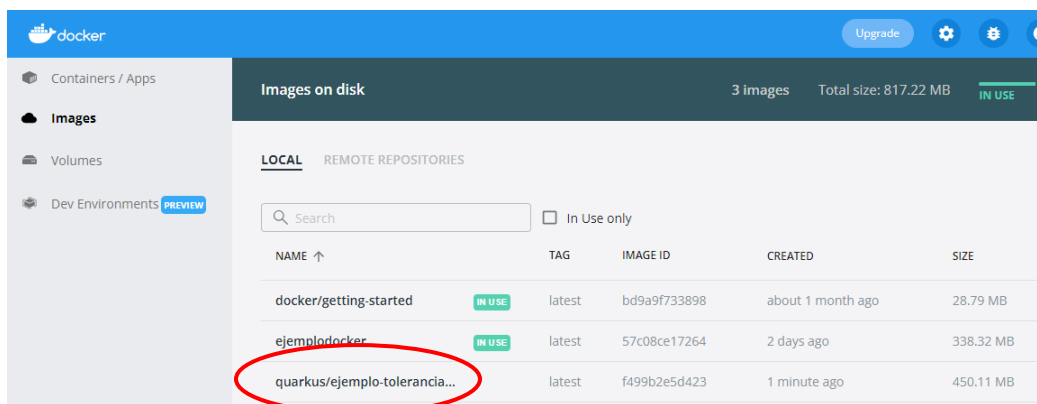 docker
Upgrade
Containers / Apps
Images
Volumes
Dev Environments PREVIEW
Images on disk
3 images Total size: 817.22 MB IN USE
LOCAL REMOTE REPOSITORIES
Search In Use only
NAME TAG IMAGE ID CREATED SIZE
docker/getting-started IN USE latest bd9a9f733898 about 1 month ago 28.79 MB
ejemplodocker IN USE latest 57c08ce17264 2 days ago 338.32 MB
quarkus/ejemplo-tolerancia... latest f499b2e5d423 1 minute ago 450.11 MB